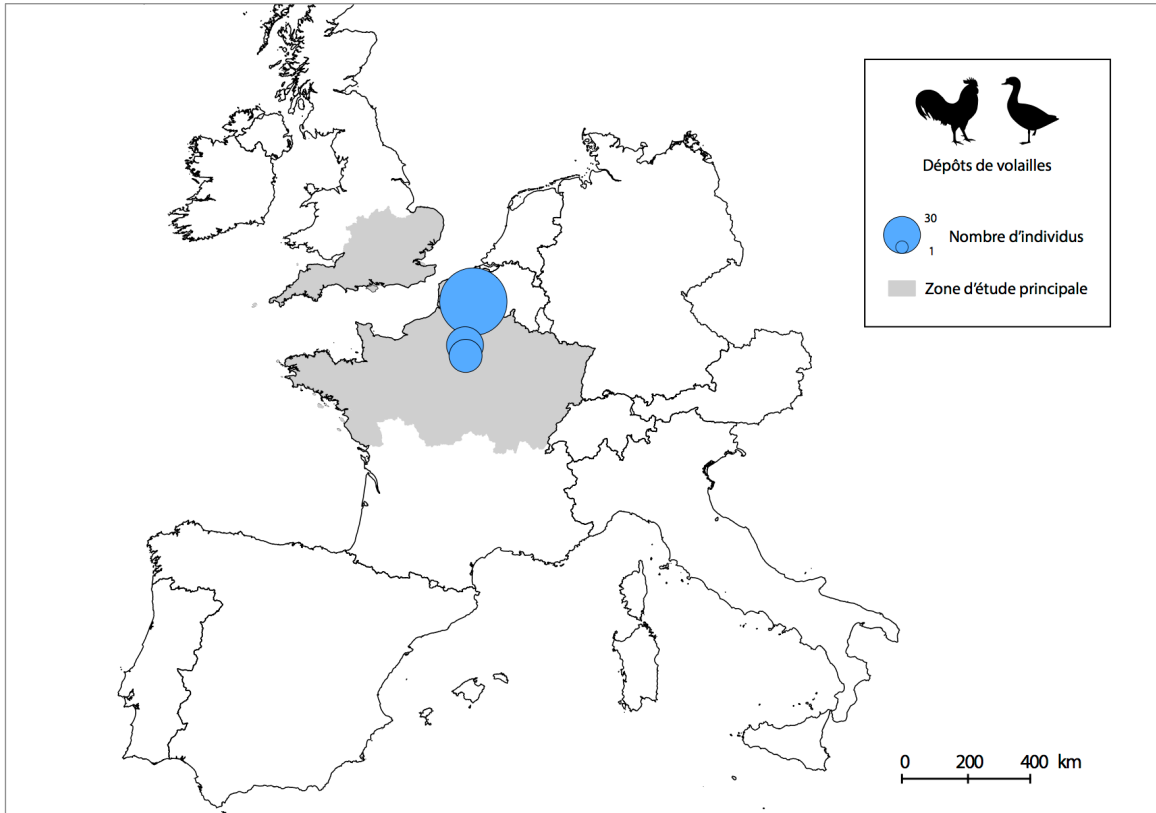 Dépôts de volailles
30
1
Nombre d'individus
Zone d'étude principale
0 200 400 km